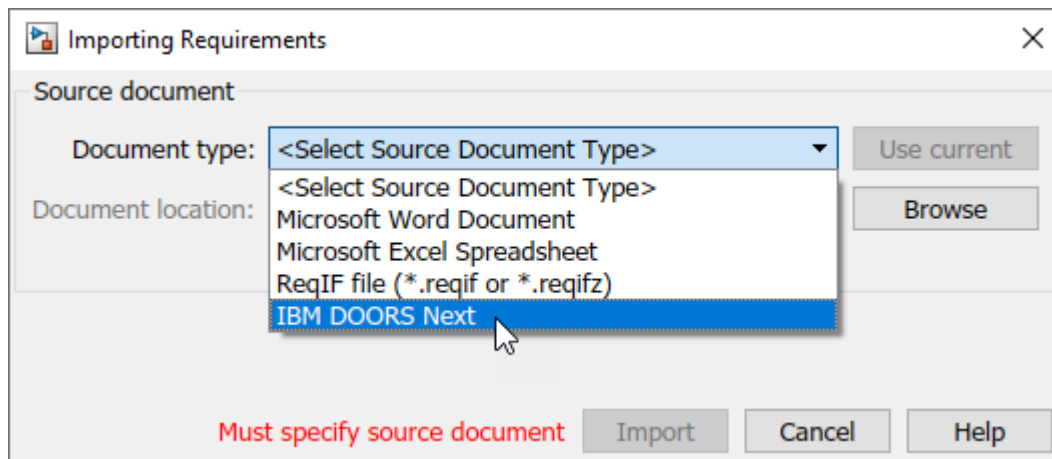 Importing Requirements
Source document
Document type: <Select Source Document Type> Use current
<Select Source Document Type>
Document location: Browse
Microsoft Word Document
Microsoft Excel Spreadsheet
ReqIF file (*.reqif or *.reqifz)
IBM DOORS Next
Must specify source document Import Cancel Help